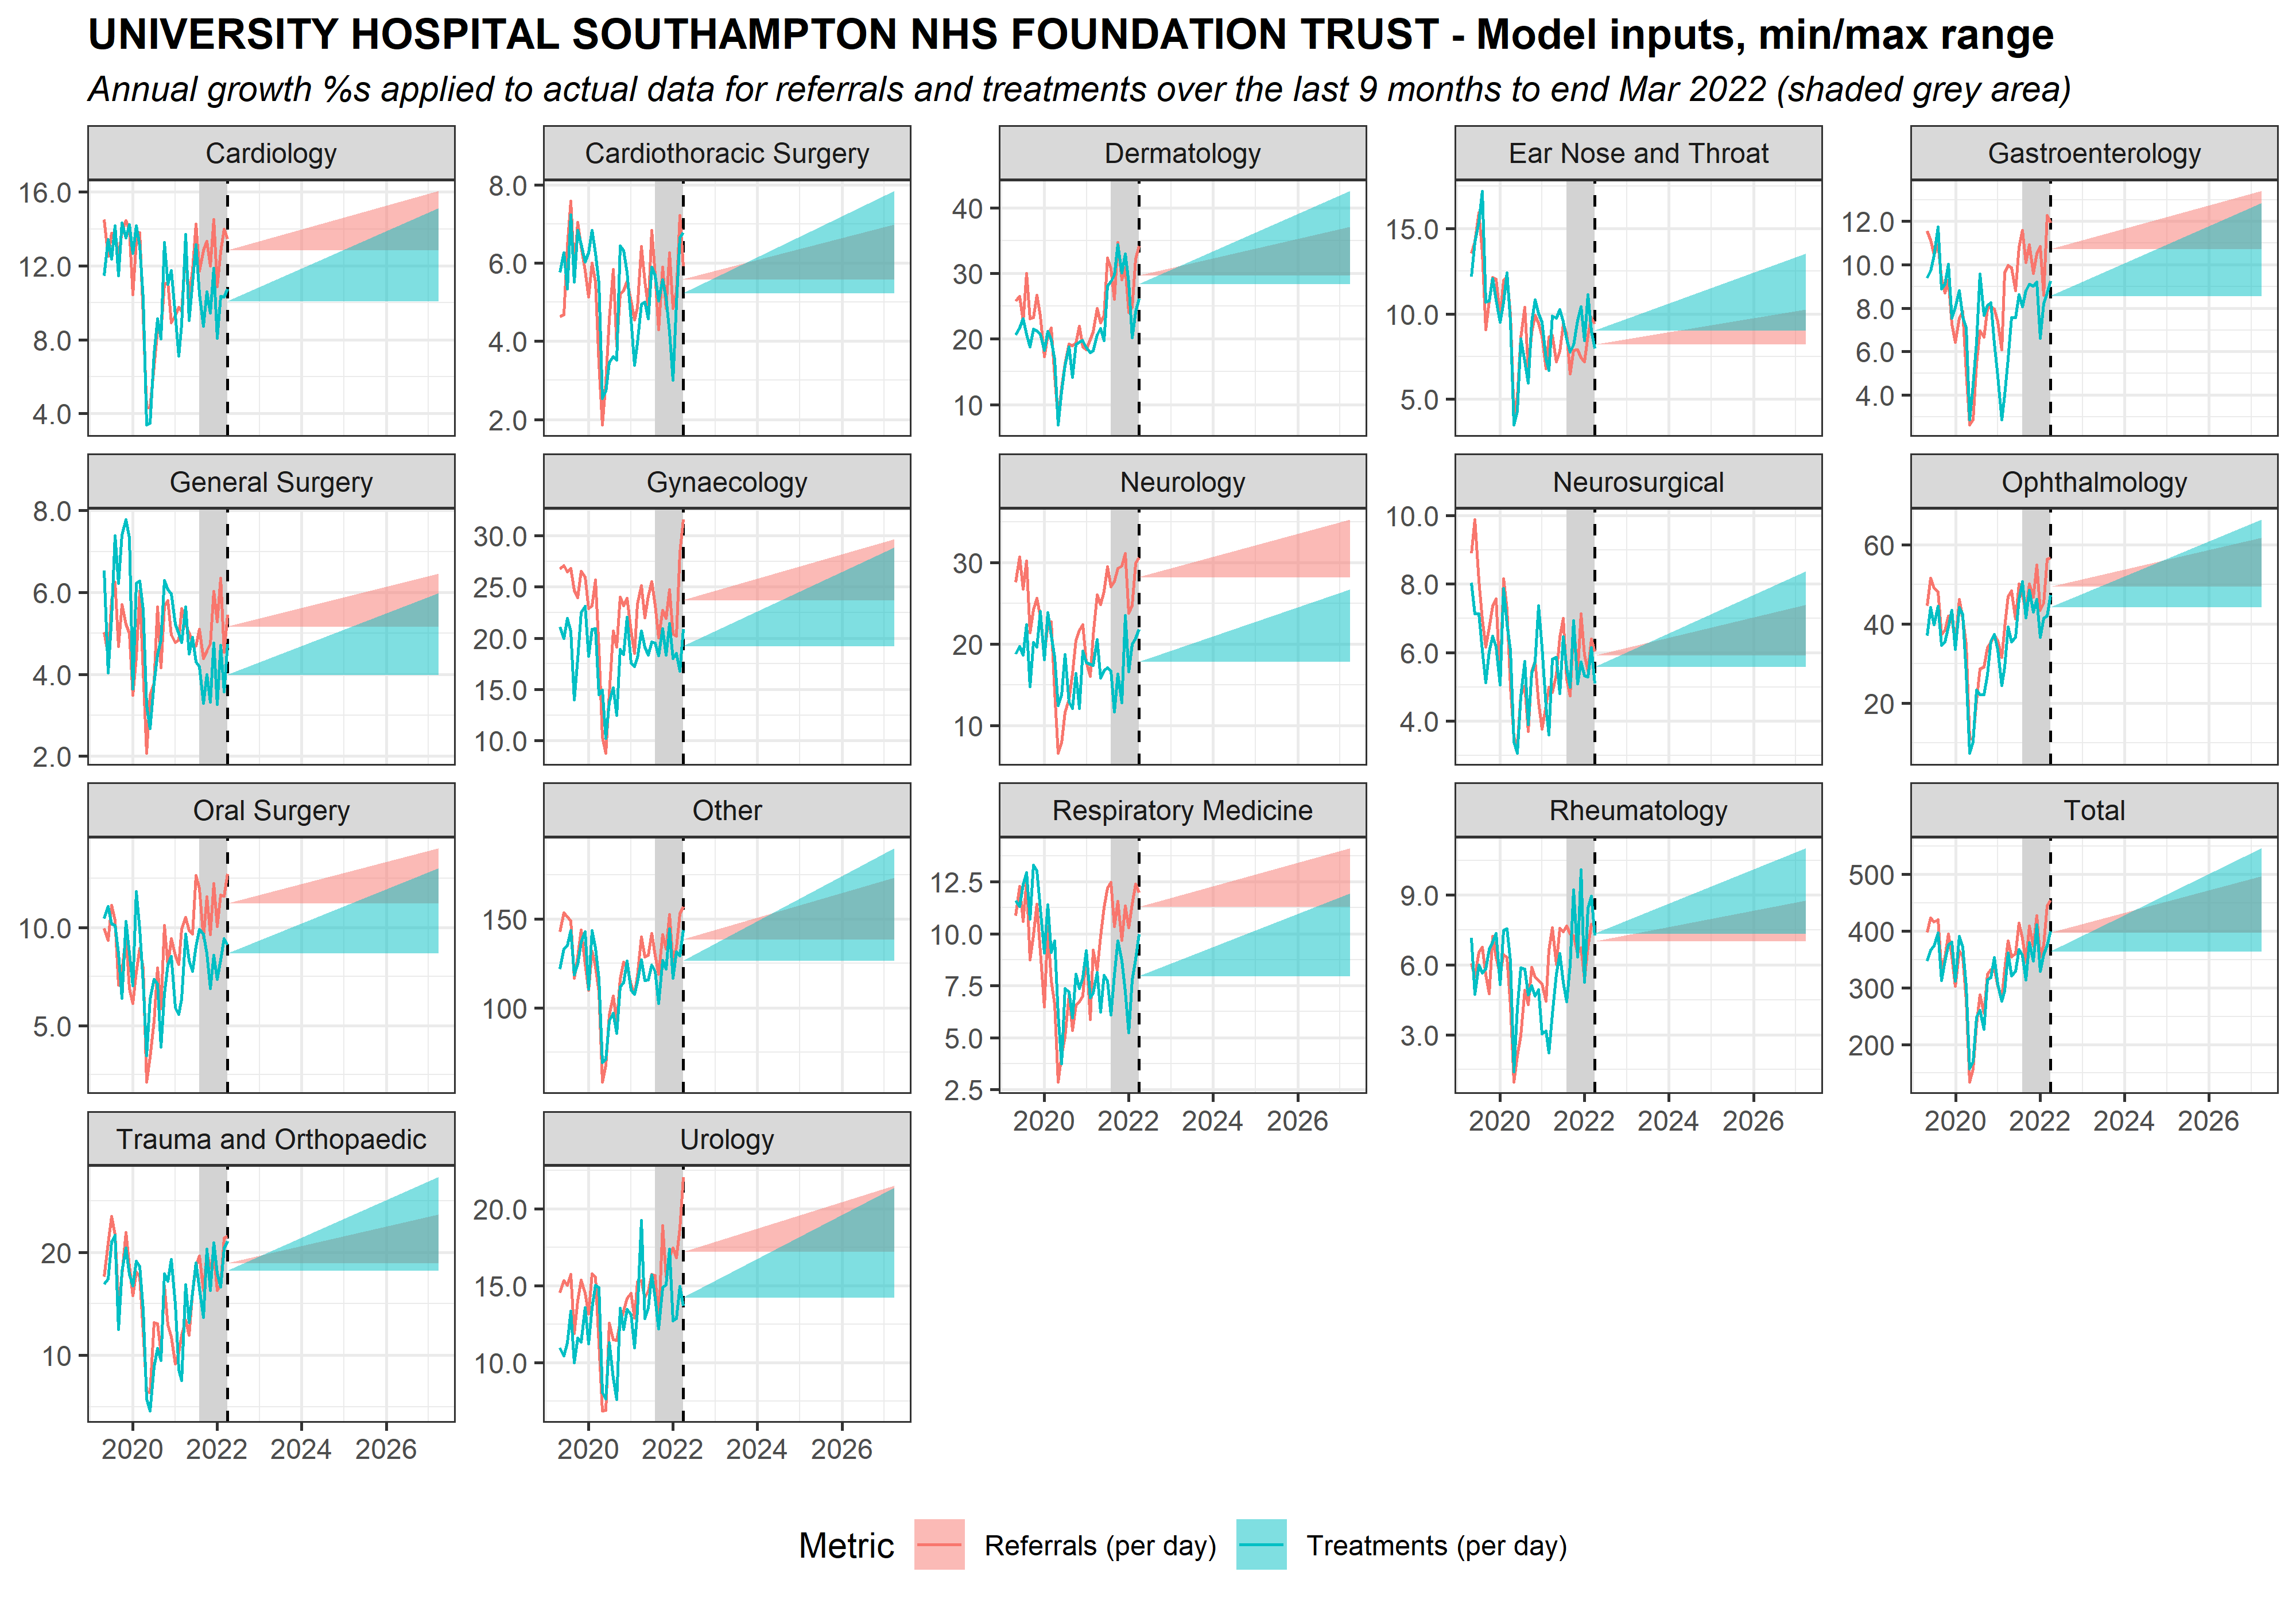 UNIVERSITY HOSPITAL SOUTHAMPTON NHS FOUNDATION TRUST - Model inputs, min/max range
Annual growth %s applied to actual data for referrals and treatments over the last 9 months to end Mar 2022 (shaded grey area)
Cardiology
16.0
12.0
8.0
4.0
Cardiothoracic Surgery
8.0
6.0
4.0
2.0
Dermatology
40
30
20
10
Ear Nose and Throat
15.0
10.0
5.0
Gastroenterology
12.0
10.0
8.0
6.0
4.0
General Surgery
8.0
6.0
4.0
2.0
Gynaecology
30.0
25.0
20.0
15.0
10.0
Neurology
30
20
10
Neurosurgical
10.0
8.0
6.0
4.0
Ophthalmology
60
40
20
Oral Surgery
10.0
5.0
Other
150
100
Respiratory Medicine
12.5
10.0
7.5
5.0
2.5
2020 2022 2024 2026
Rheumatology
9.0
6.0
3.0
2020 2022 2024 2026
Total
500
400
300
200
2020 2022 2024 2026
Trauma and Orthopaedic
20
10
2020 2022 2024 2026
Urology
20.0
15.0
10.0
2020 2022 2024 2026
Metric Referrals (per day) Treatments (per day)